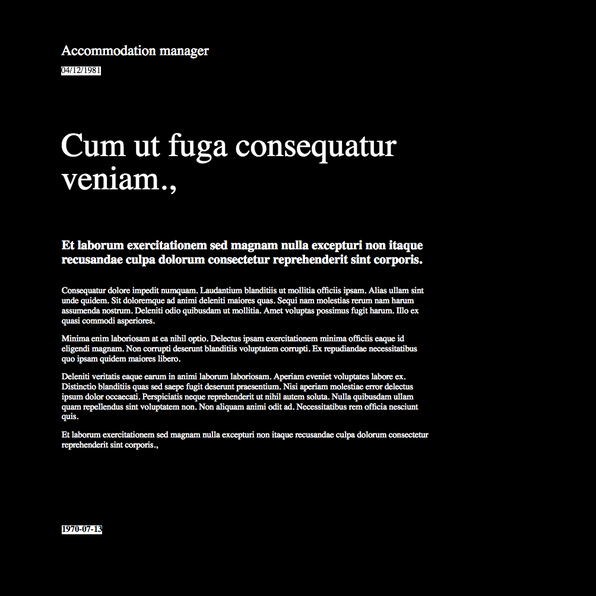 Accommodation manager
04/12/1981
Cum ut fuga consequatur
veniam.,
Et laborum exercitationem sed magnam nulla excepturi non itaque
recusandae culpa dolorum consectetur reprehenderit sint corporis.
Consequatur dolore impedit numquam. Laudantium blanditiis ut mollitia officiis ipsam. Alias ullam sint
unde quidem. Sit doloremque ad animi deleniti maiores quas. Sequi nam molestias rerum nam harum
assumenda nostrum. Deleniti odio quibusdam ut mollitia. Amet voluptas possimus fugit harum. Illo ex
quasi commodi asperiores.
Minima enim laboriosam at ea nihil optio. Delectus ipsam exercitationem minima officiis eaque id
eligendi magnam. Non corrupti deserunt blanditiis voluptatem corrupti. Ex repudiandae necessitatibus
quo ipsam quidem maiores libero.
Deleniti veritatis eaque earum in animi laborum laboriosam. Aperiam eveniet voluptates labore ex.
Distinctio blanditiis quas sed saepe fugit deserunt praesentium. Nisi aperiam molestiae error delectus
ipsum dolor occaecati. Perspiciatis neque reprehenderit ut nihil autem soluta. Nulla quibusdam ullam
quam repellendus sint voluptatem non. Non aliquam animi odit ad. Necessitatibus rem officia nesciunt
quis.
Et laborum exercitationem sed magnam nulla excepturi non itaque recusandae culpa dolorum consectetur
reprehenderit sint corporis.,
1970-07-13